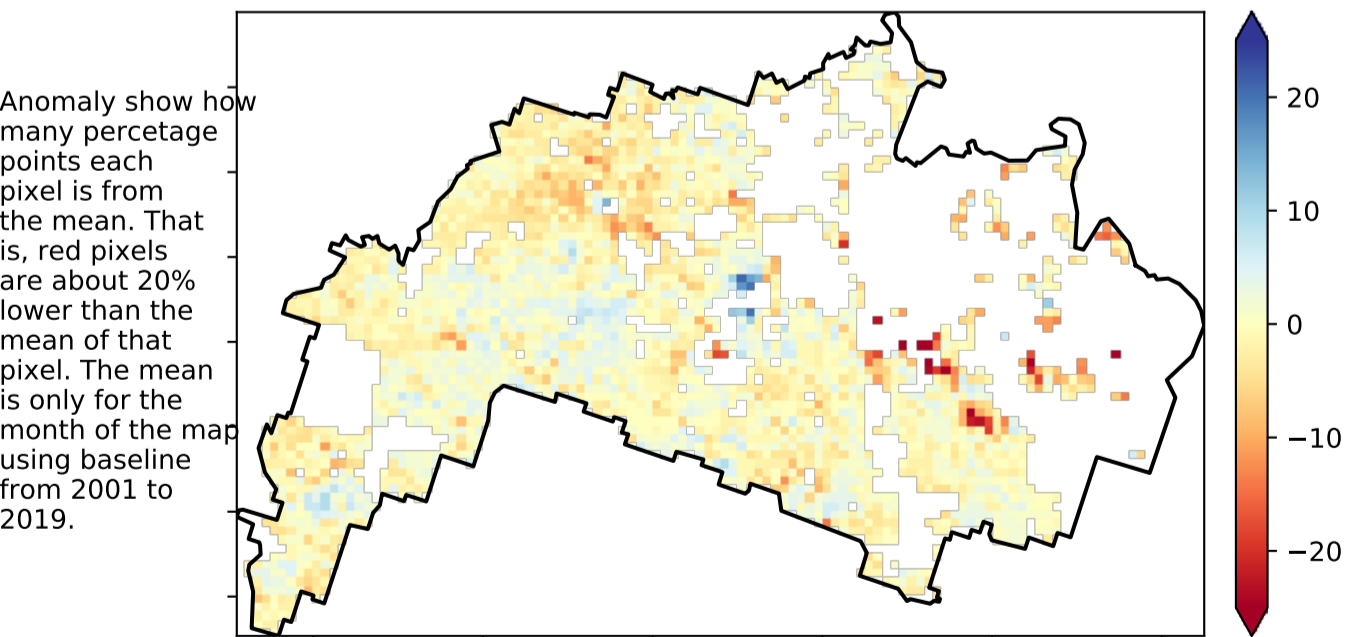 Anomaly show how
many percetage
points each
pixel is from
the mean. That
is, red pixels
are about 20%
lower than the
mean of that
pixel. The mean
is only for the
month of the map
using baseline
from 2001 to
2019.
20
10
0
−10
−20